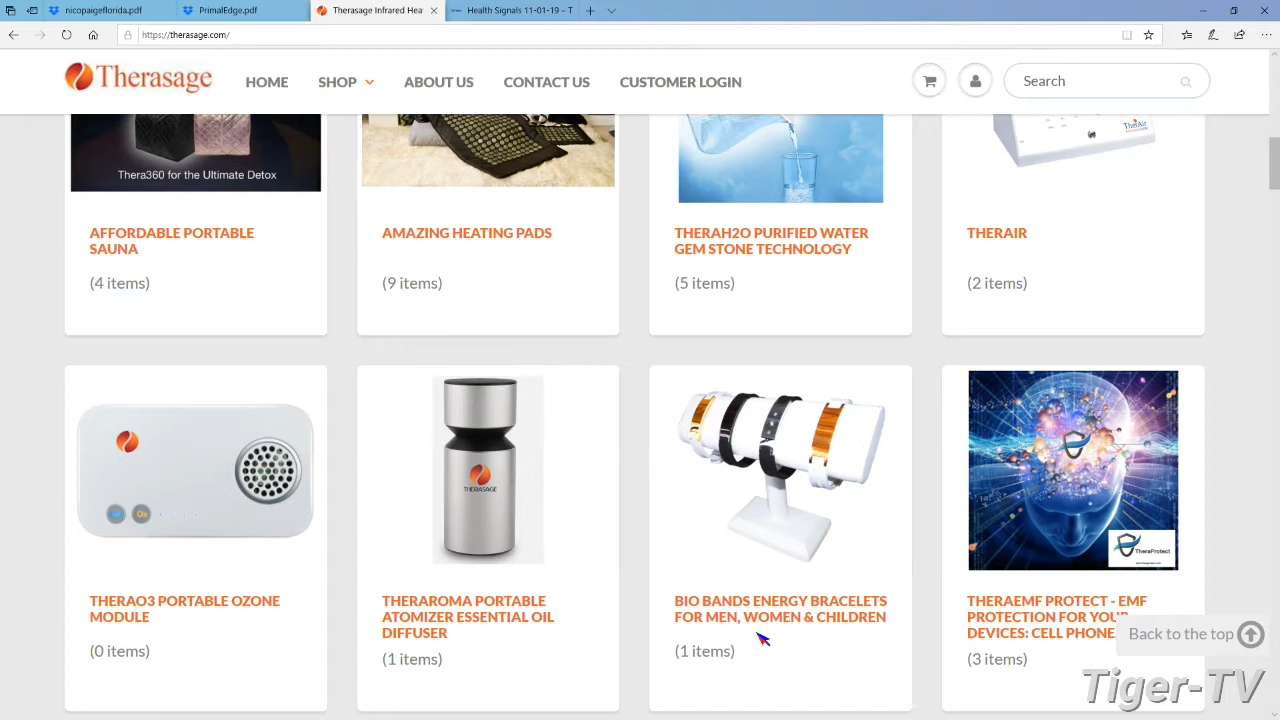 nicopaigeflorida.pdf
PrimalEdge.pdf
Therasage Infrared Hea
Health Signals 11-01-19 – T
https://therasage.com/
Therasage
HOME
SHOP
ABOUT US
CONTACT US
CUSTOMER LOGIN
Search
Thera360 for the Ultimate Detox
TherAir
AFFORDABLE PORTABLE
SAUNA
(4 items)
AMAZING HEATING PADS
(9 items)
THERAH2O PURIFIED WATER
GEM STONE TECHNOLOGY
(5 items)
THERAIR
(2 items)
THERASAGE
TheraProtect
THERAO3 PORTABLE OZONE
MODULE
(0 items)
THERAROMA PORTABLE
ATOMIZER ESSENTIAL OIL
DIFFUSER
(1 items)
BIO BANDS ENERGY BRACELETS
FOR MEN, WOMEN & CHILDREN
(1 items)
THERAEMF PROTECT - EMF
PROTECTION FOR YOUR
DEVICES: CELL PHONE
(3 items)
Back to the top
Tiger-TV